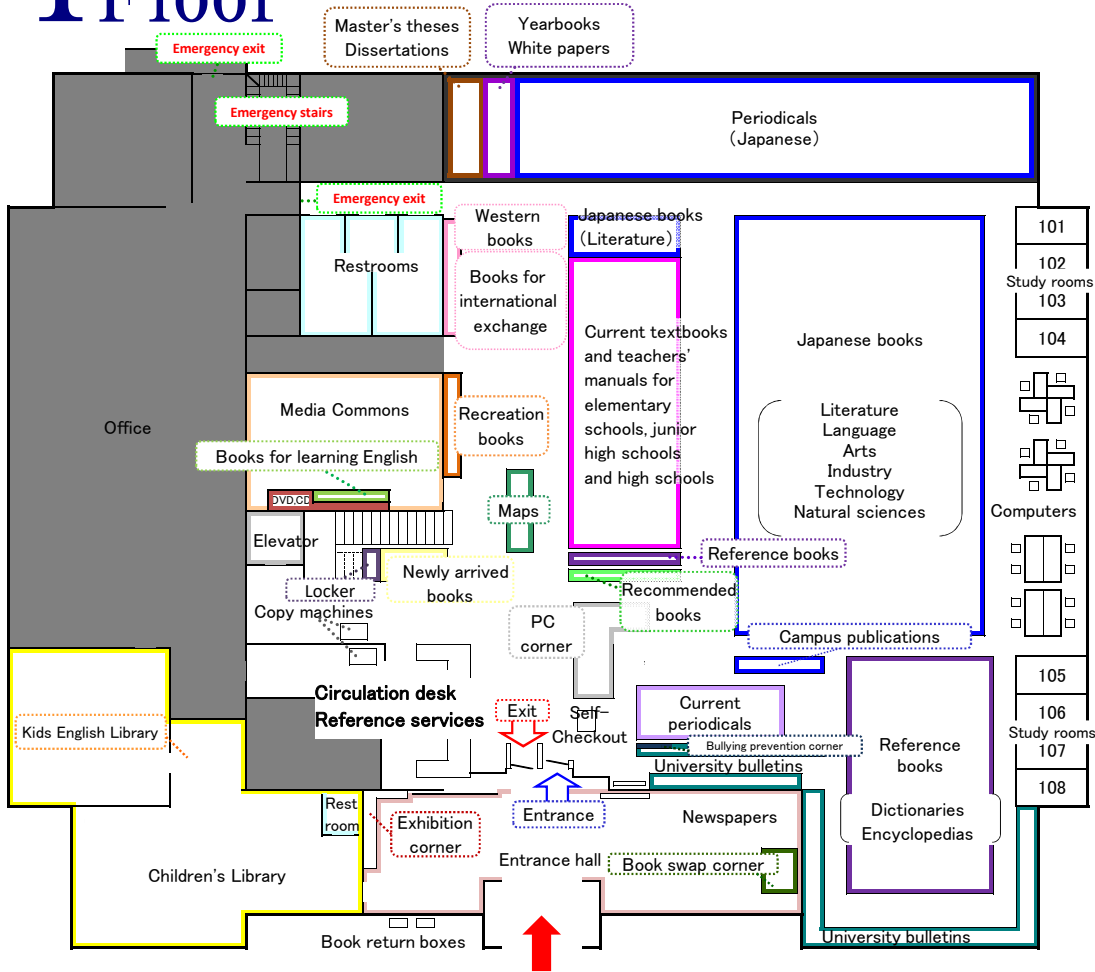 1 Floor
Master's theses
Dissertations
Yearbooks
White papers
Emergency exit
Emergency stairs
Periodicals
（Japanese）
Emergency exit
Western
books
Japanese books
（Literature）
Restrooms
Books for
international
exchange
101
102
Study rooms
103
104
Current textbooks
and teachers'
manuals for
elementary
schools, junior
high schools
and high schools
Japanese books
Literature
Language
Arts
Industry
Technology
Natural sciences
Office
Media Commons
Recreation
books
Books for learning English
DVD,CD
Maps
Computers
Elevator
Reference books
Newly arrived
books
Locker
Copy machines
Recommended
books
PC
corner
Campus publications
105
106
Study rooms
107
108
Circulation desk
Reference services
Exit
Self-
Checkout
Current
periodicals
Bullying prevention corner
University bulletins
Kids English Library
Reference
books
Dictionaries
Encyclopedias
Rest
room
Exhibition
corner
Entrance
Newspapers
Entrance hall
Book swap corner
Children's Library
Book return boxes
University bulletins